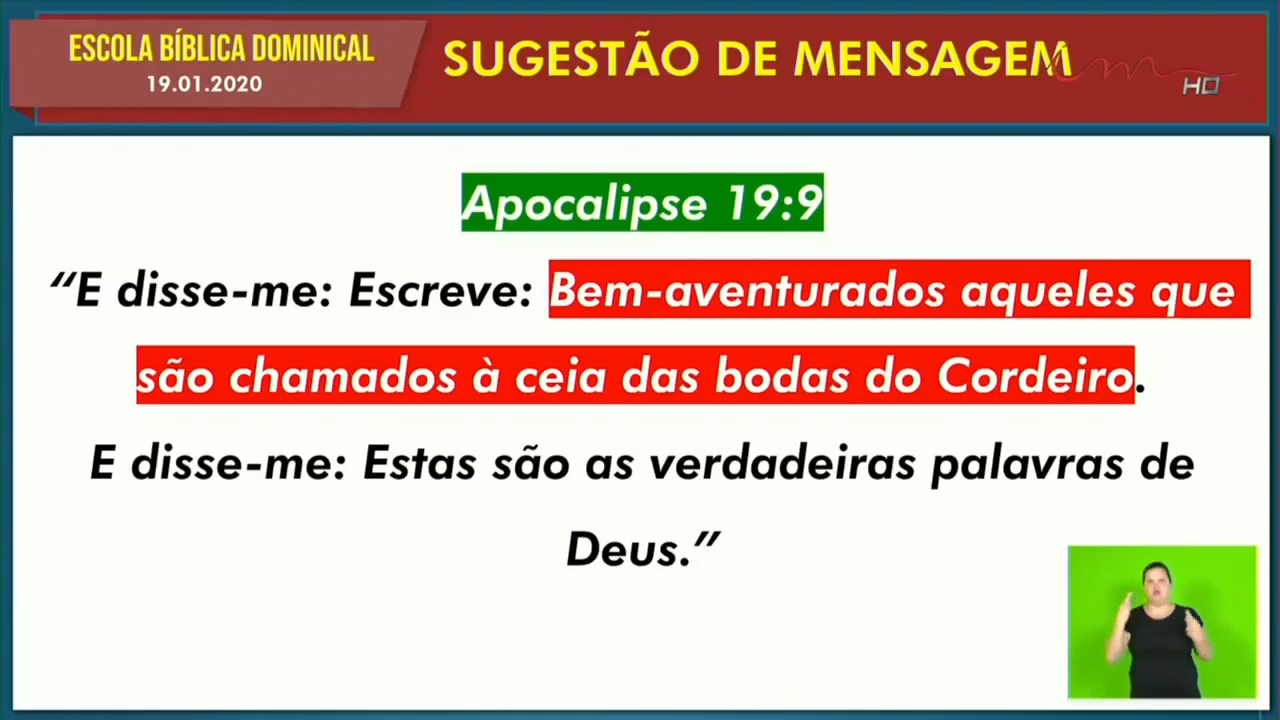 ESCOLA BÍBLICA DOMINICAL
19.01.2020
SUGESTÃO DE MENSAGEM
HD
Apocalipse 19:9
“E disse-me: Escreve: Bem-aventurados aqueles que
são chamados à ceia das bodas do Cordeiro.
E disse-me: Estas são as verdadeiras palavras de
Deus.”